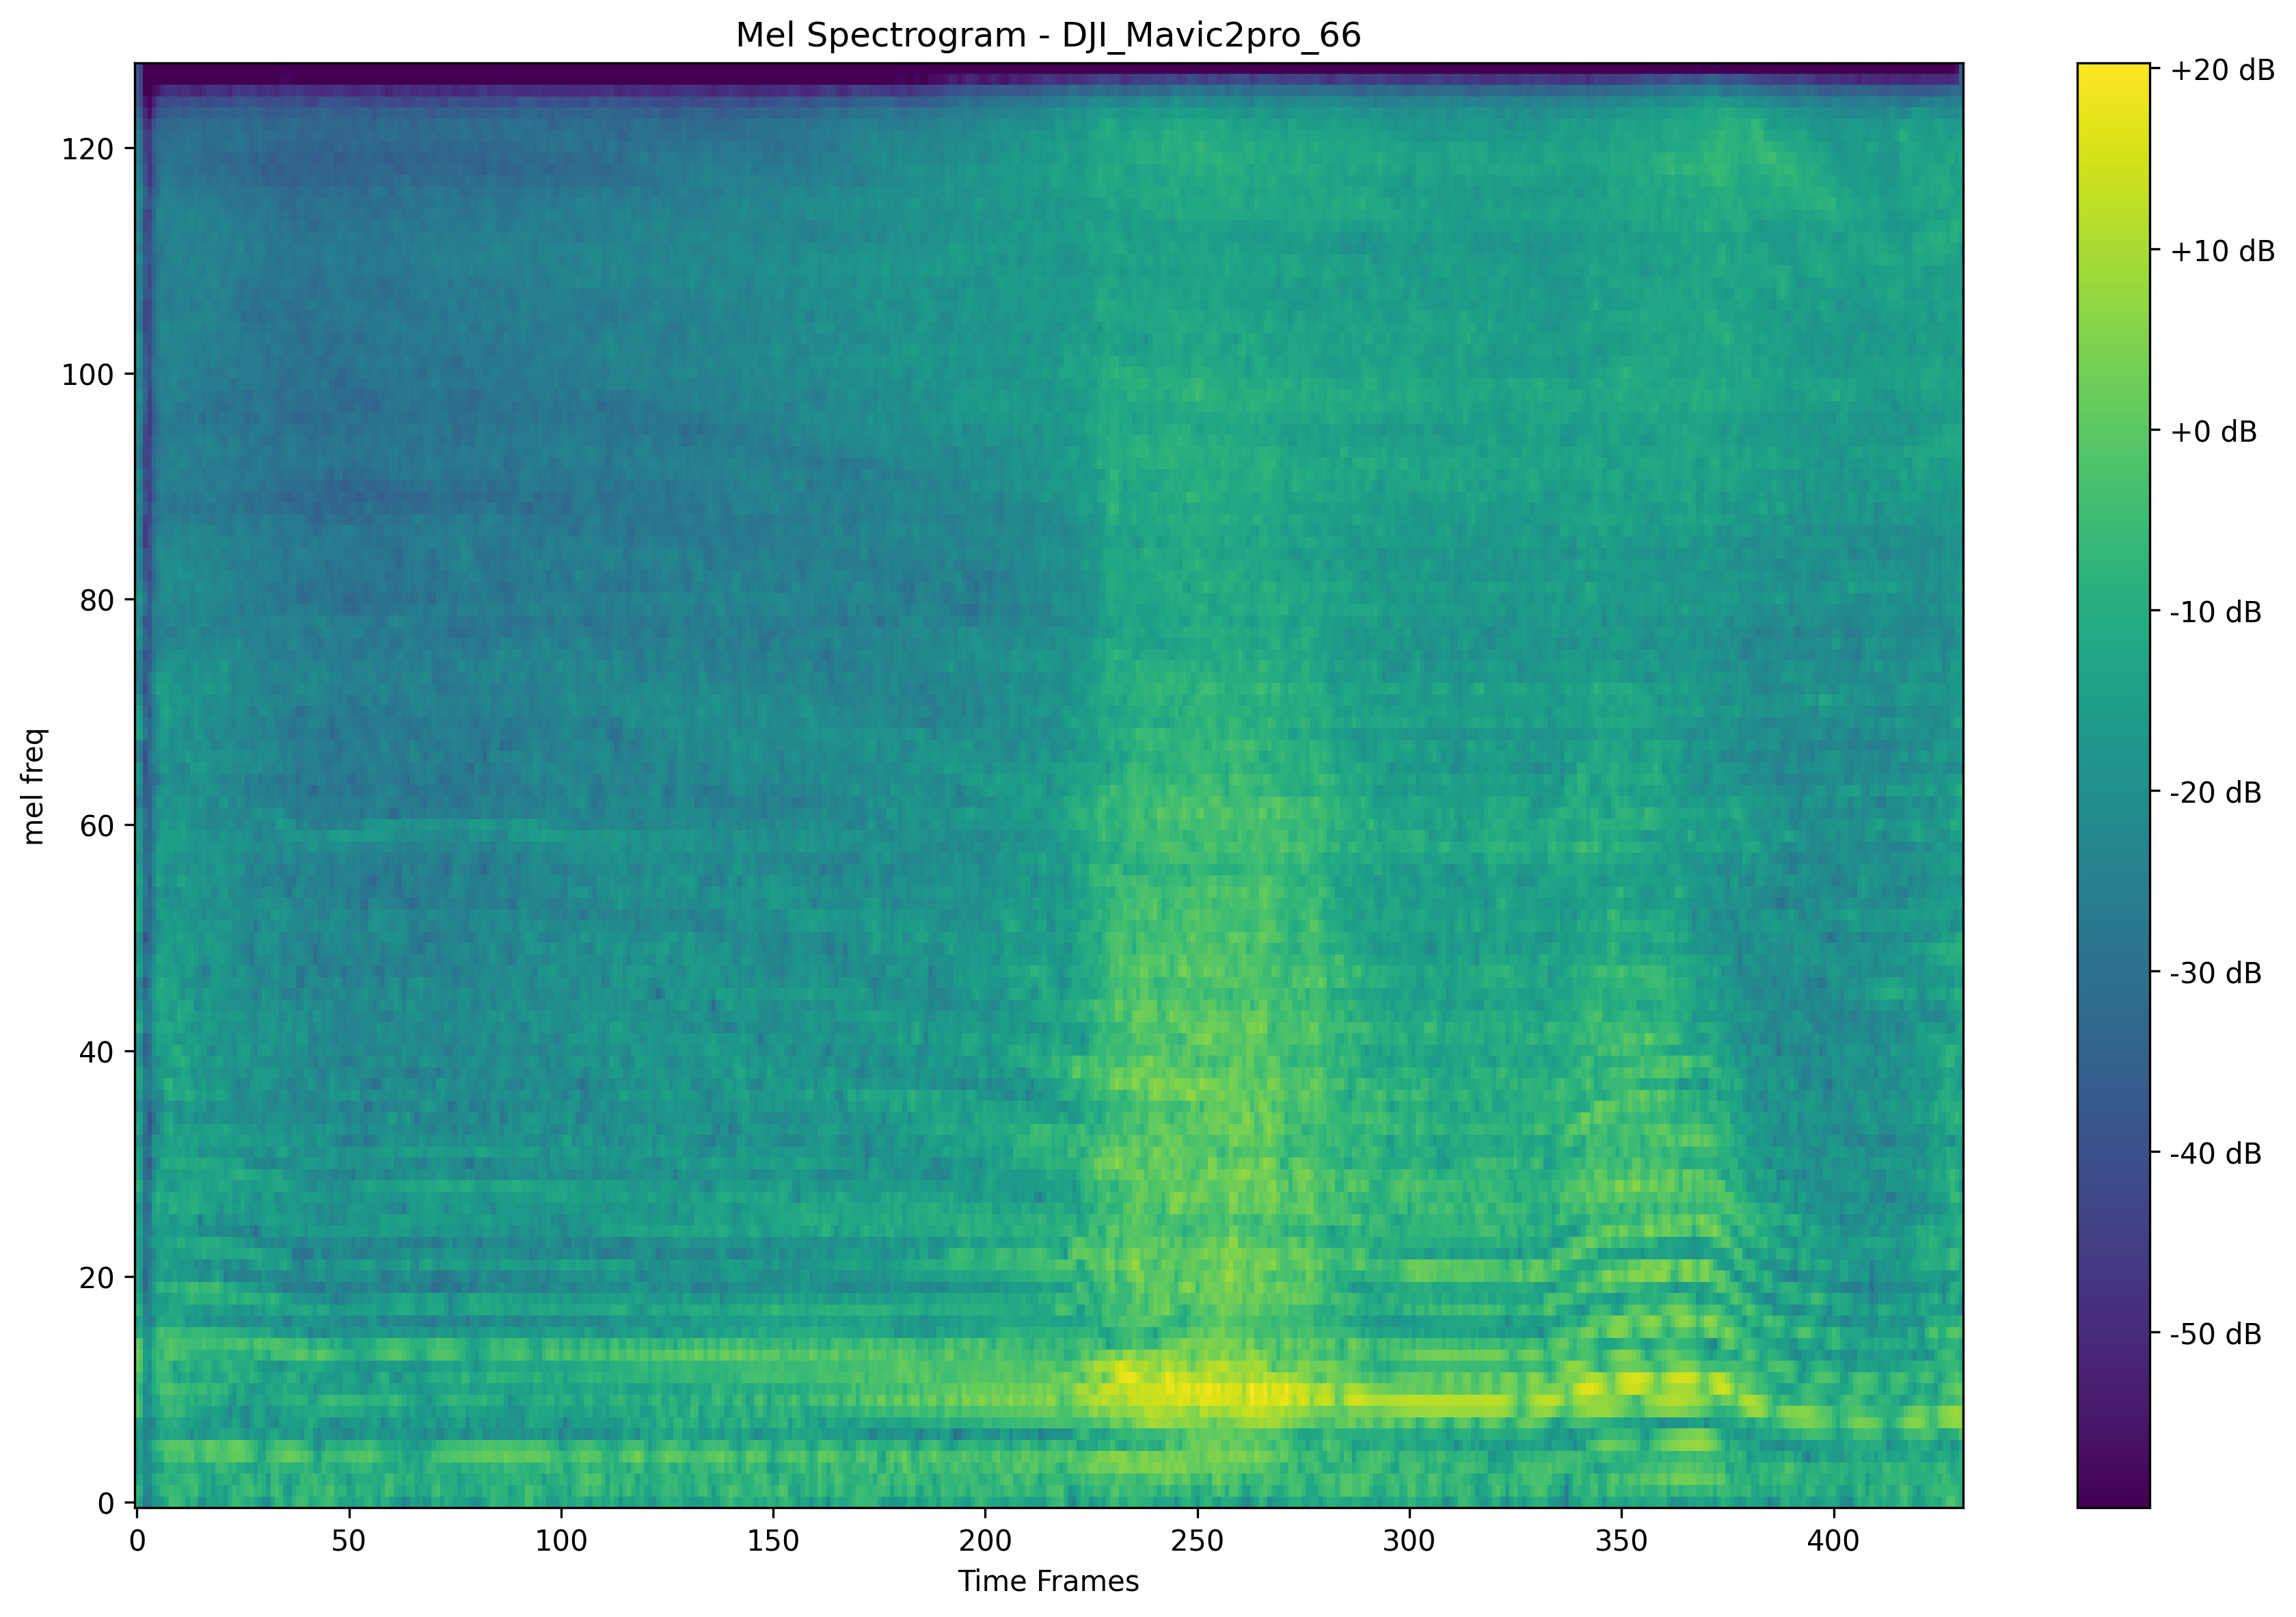 Mel Spectrogram - DJI_Mavic2pro_66
+20 dB
+10 dB
+0 dB
-10 dB
-20 dB
-30 dB
-40 dB
-50 dB
mel freq
120
100
80
60
40
20
0
0 50 100 150 200 250 300 350 400
Time Frames